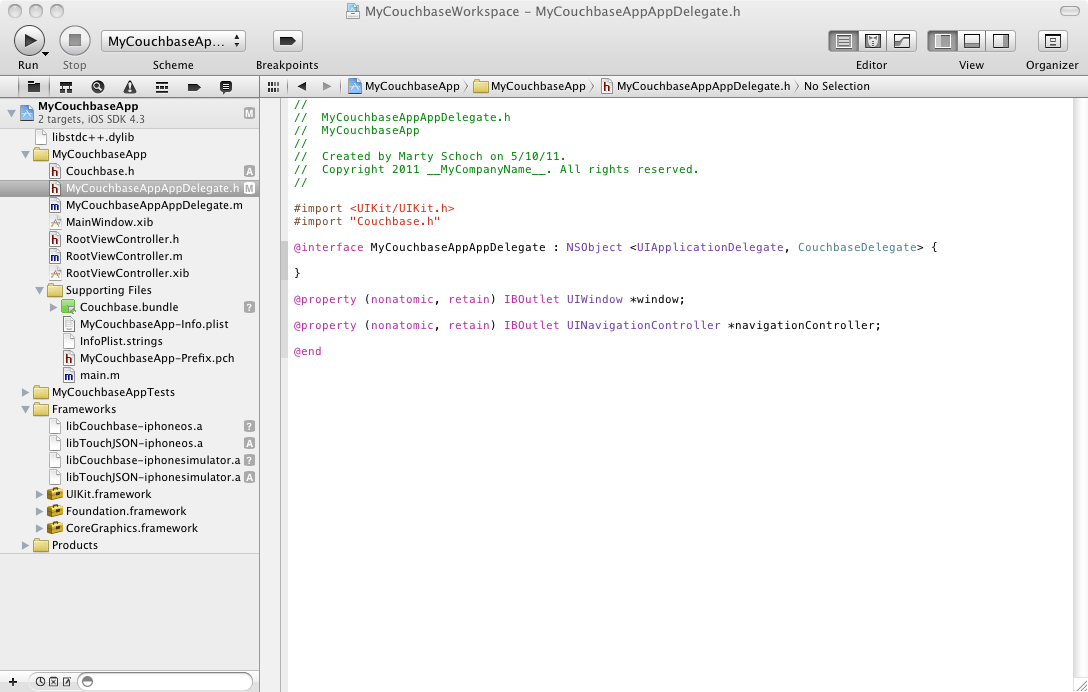 MyCouchbaseWorkspace – MyCouchbaseAppAppDelegate.h
MyCouchbaseAp...
Run
Stop
Scheme
Breakpoints
Editor
View
Organizer
MyCouchbaseApp
MyCouchbaseApp
MyCouchbaseAppAppDelegate.h
No Selection
MyCouchbaseApp M
2 targets, iOS SDK 4.3
libstdc++.dylib
MyCouchbaseApp
h Couchbase.h A
h MyCouchbaseAppAppDelegate.h M
m MyCouchbaseAppAppDelegate.m
MainWindow.xib
h RootViewController.h
m RootViewController.m
RootViewController.xib
Supporting Files
Couchbase.bundle ?
MyCouchbaseApp-Info.plist
InfoPlist.strings
h MyCouchbaseApp-Prefix.pch
m main.m
MyCouchbaseAppTests
Frameworks
libCouchbase-iphoneos.a ?
libTouchJSON-iphoneos.a A
libCouchbase-iphonesimulator.a ?
libTouchJSON-iphonesimulator.a A
UIKit.framework
Foundation.framework
CoreGraphics.framework
Products
//
//  MyCouchbaseAppAppDelegate.h
//  MyCouchbaseApp
//
//  Created by Marty Schoch on 5/10/11.
//  Copyright 2011 __MyCompanyName__. All rights reserved.
//
#import <UIKit/UIKit.h>
#import "Couchbase.h"
@interface MyCouchbaseAppAppDelegate : NSObject <UIApplicationDelegate, CouchbaseDelegate> {
}
@property (nonatomic, retain) IBOutlet UIWindow *window;
@property (nonatomic, retain) IBOutlet UINavigationController *navigationController;
@end